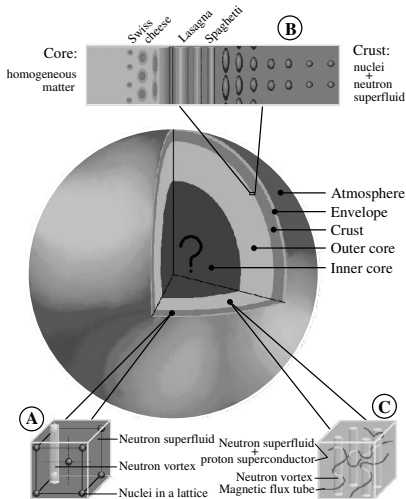 Swiss
cheese
Lasagna
Spaghetti
B
Core:
homogeneous
matter
Crust:
nuclei
+
neutron
superfluid
Atmosphere
Envelope
Crust
Outer core
Inner core
?
A
Neutron superfluid
Neutron vortex
Nuclei in a lattice
C
Neutron superfluid
+
proton superconductor
Neutron vortex
Magnetic flux tube